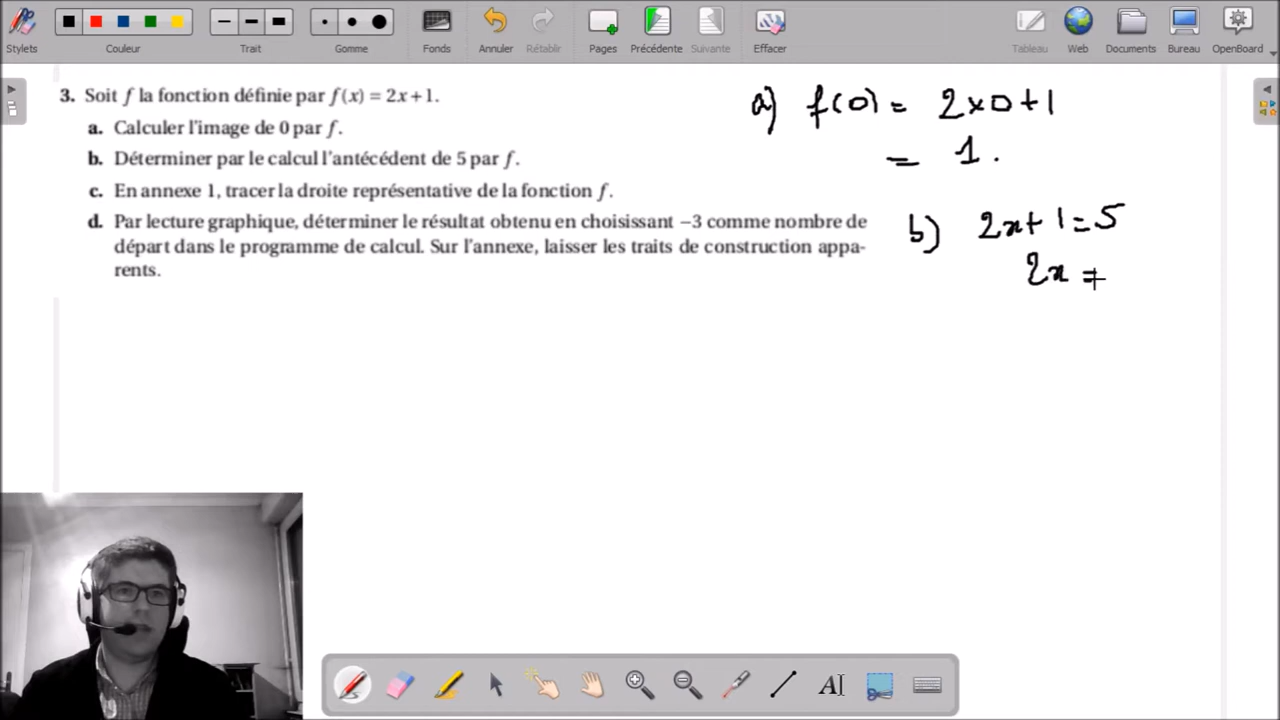 Stylets
Couleur
Trait
Gomme
Fonds
Annuler
Rétablir
Pages
Précédente
Suivante
Effacer
Tableau
Web
Documents
Bureau
OpenBoard
3. Soit f la fonction définie par f(x) = 2x+1.
a. Calculer l'image de 0 par f.
b. Déterminer par le calcul l'antécédent de 5 par f.
c. En annexe 1, tracer la droite représentative de la fonction f.
d. Par lecture graphique, déterminer le résultat obtenu en choisissant −3 comme nombre de
départ dans le programme de calcul. Sur l'annexe, laisser les traits de construction appa-
rents.
a) f(0) = 2×0+1
= 1.
b) 2x+1=5
2x =
AI